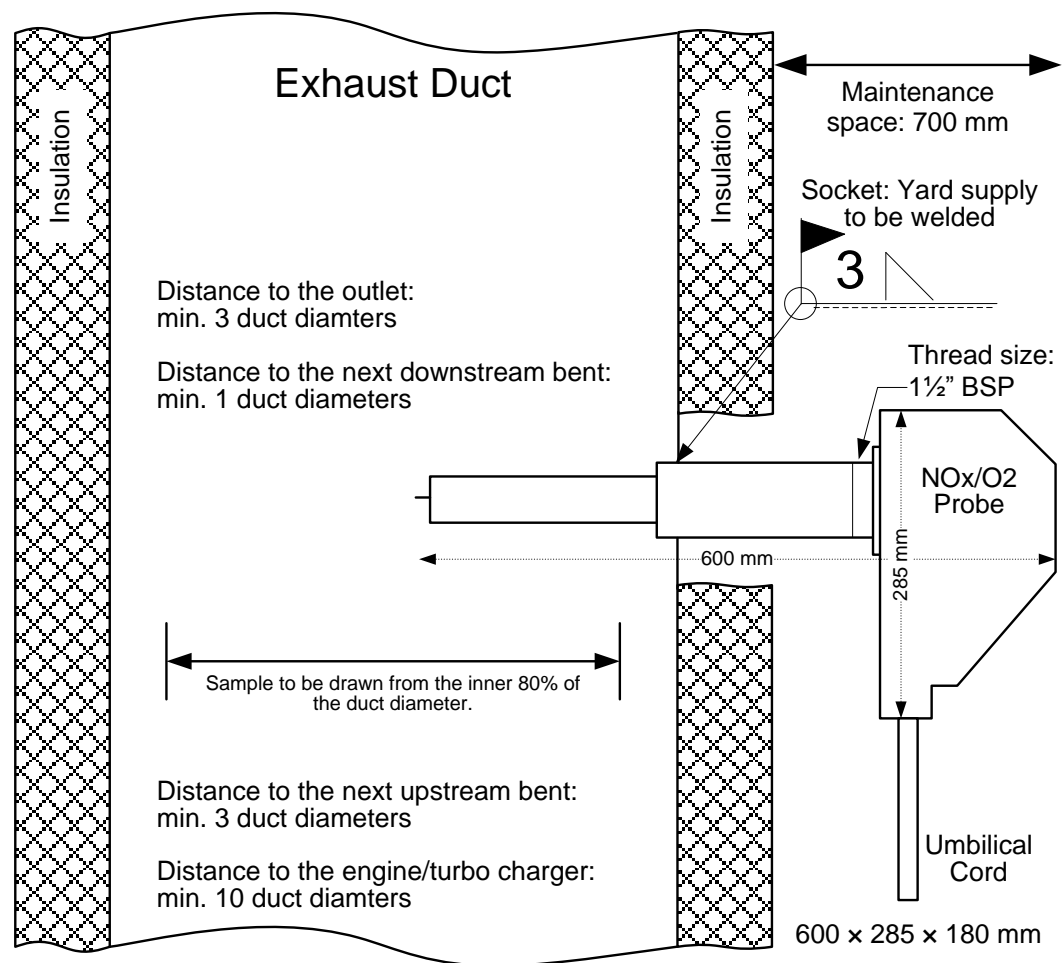 Exhaust Duct
Insulation
Insulation
Maintenance
space: 700 mm
Socket: Yard supply
to be welded
3
Distance to the outlet:
min. 3 duct diamters
Distance to the next downstream bent:
min. 1 duct diameters
Thread size:
1½” BSP
NOx/O2
Probe
600 mm
285 mm
Sample to be drawn from the inner 80% of
the duct diameter.
Distance to the next upstream bent:
min. 3 duct diameters
Distance to the engine/turbo charger:
min. 10 duct diamters
Umbilical
Cord
600 × 285 × 180 mm